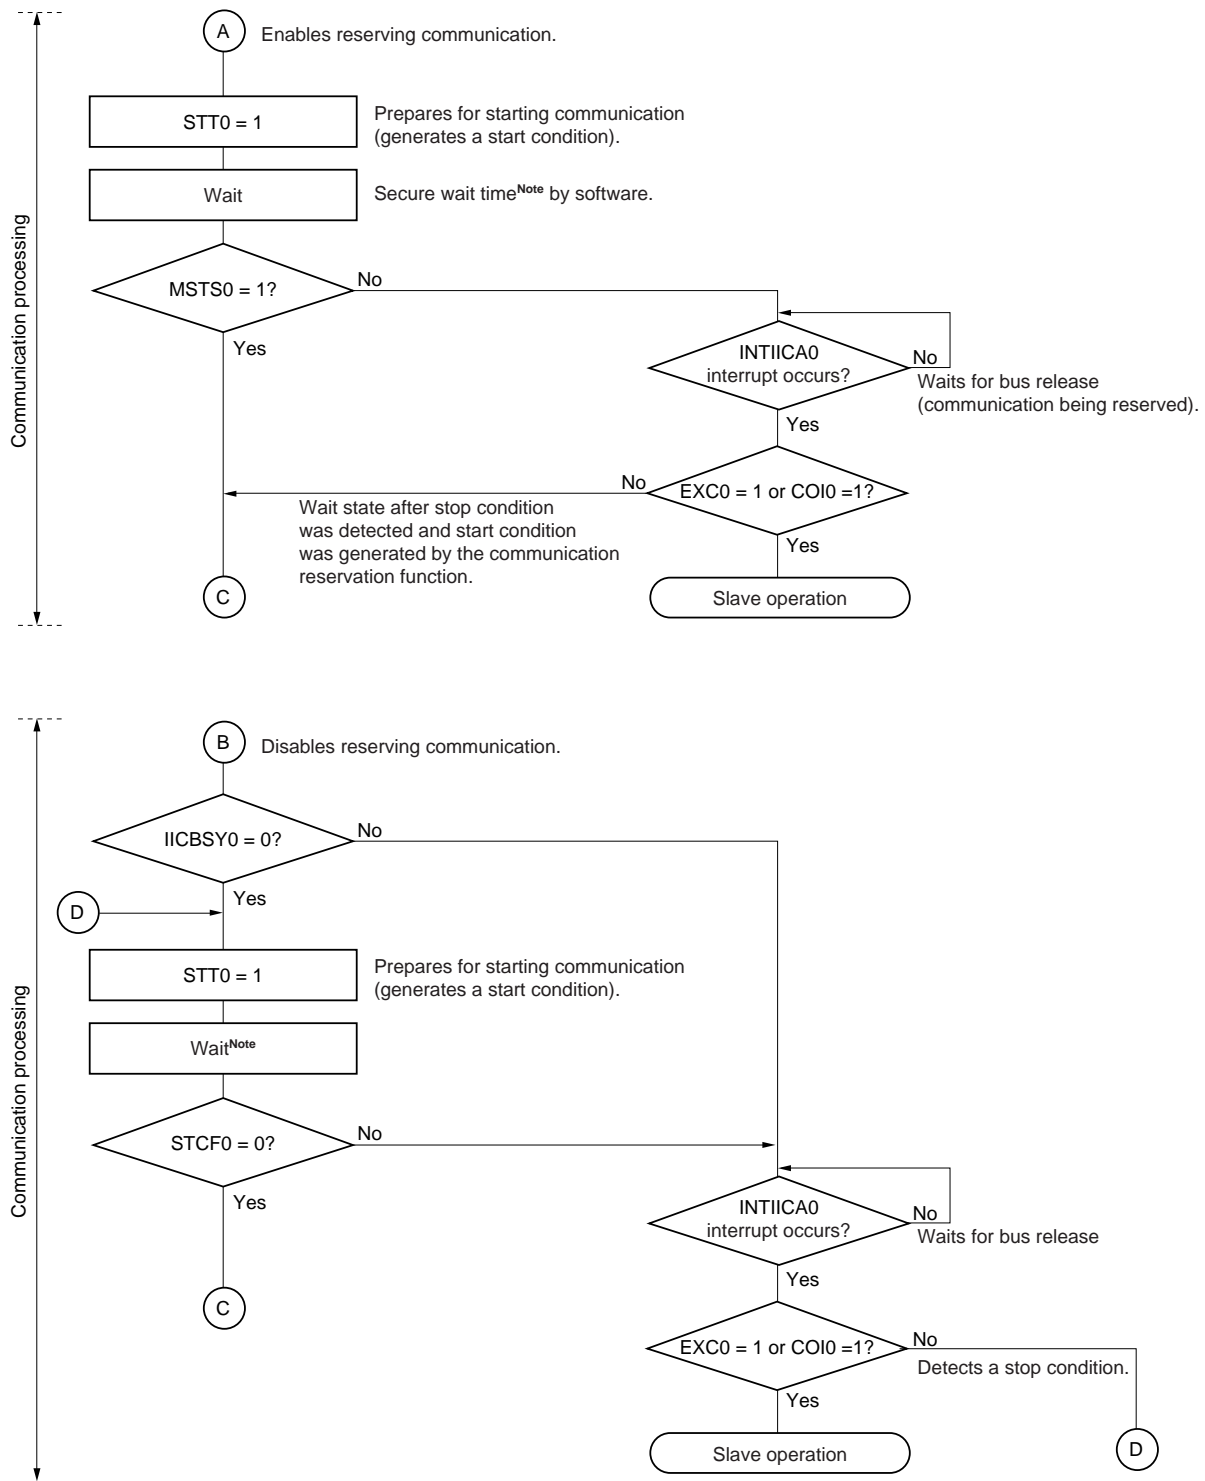 A
Enables reserving communication.
STT0 = 1
Prepares for starting communication
(generates a start condition).
Wait
Secure wait timeNote by software.
MSTS0 = 1?
No
Yes
INTIICA0
interrupt occurs?
No
Waits for bus release
(communication being reserved).
Yes
EXC0 = 1 or COI0 =1?
No
Wait state after stop condition
was detected and start condition
was generated by the communication
reservation function.
Yes
C
Slave operation
Communication processing
B
Disables reserving communication.
IICBSY0 = 0?
No
Yes
D
STT0 = 1
Prepares for starting communication
(generates a start condition).
WaitNote
STCF0 = 0?
No
Yes
INTIICA0
interrupt occurs?
No
Waits for bus release
Yes
C
EXC0 = 1 or COI0 =1?
No
Detects a stop condition.
Yes
Slave operation
D
Communication processing